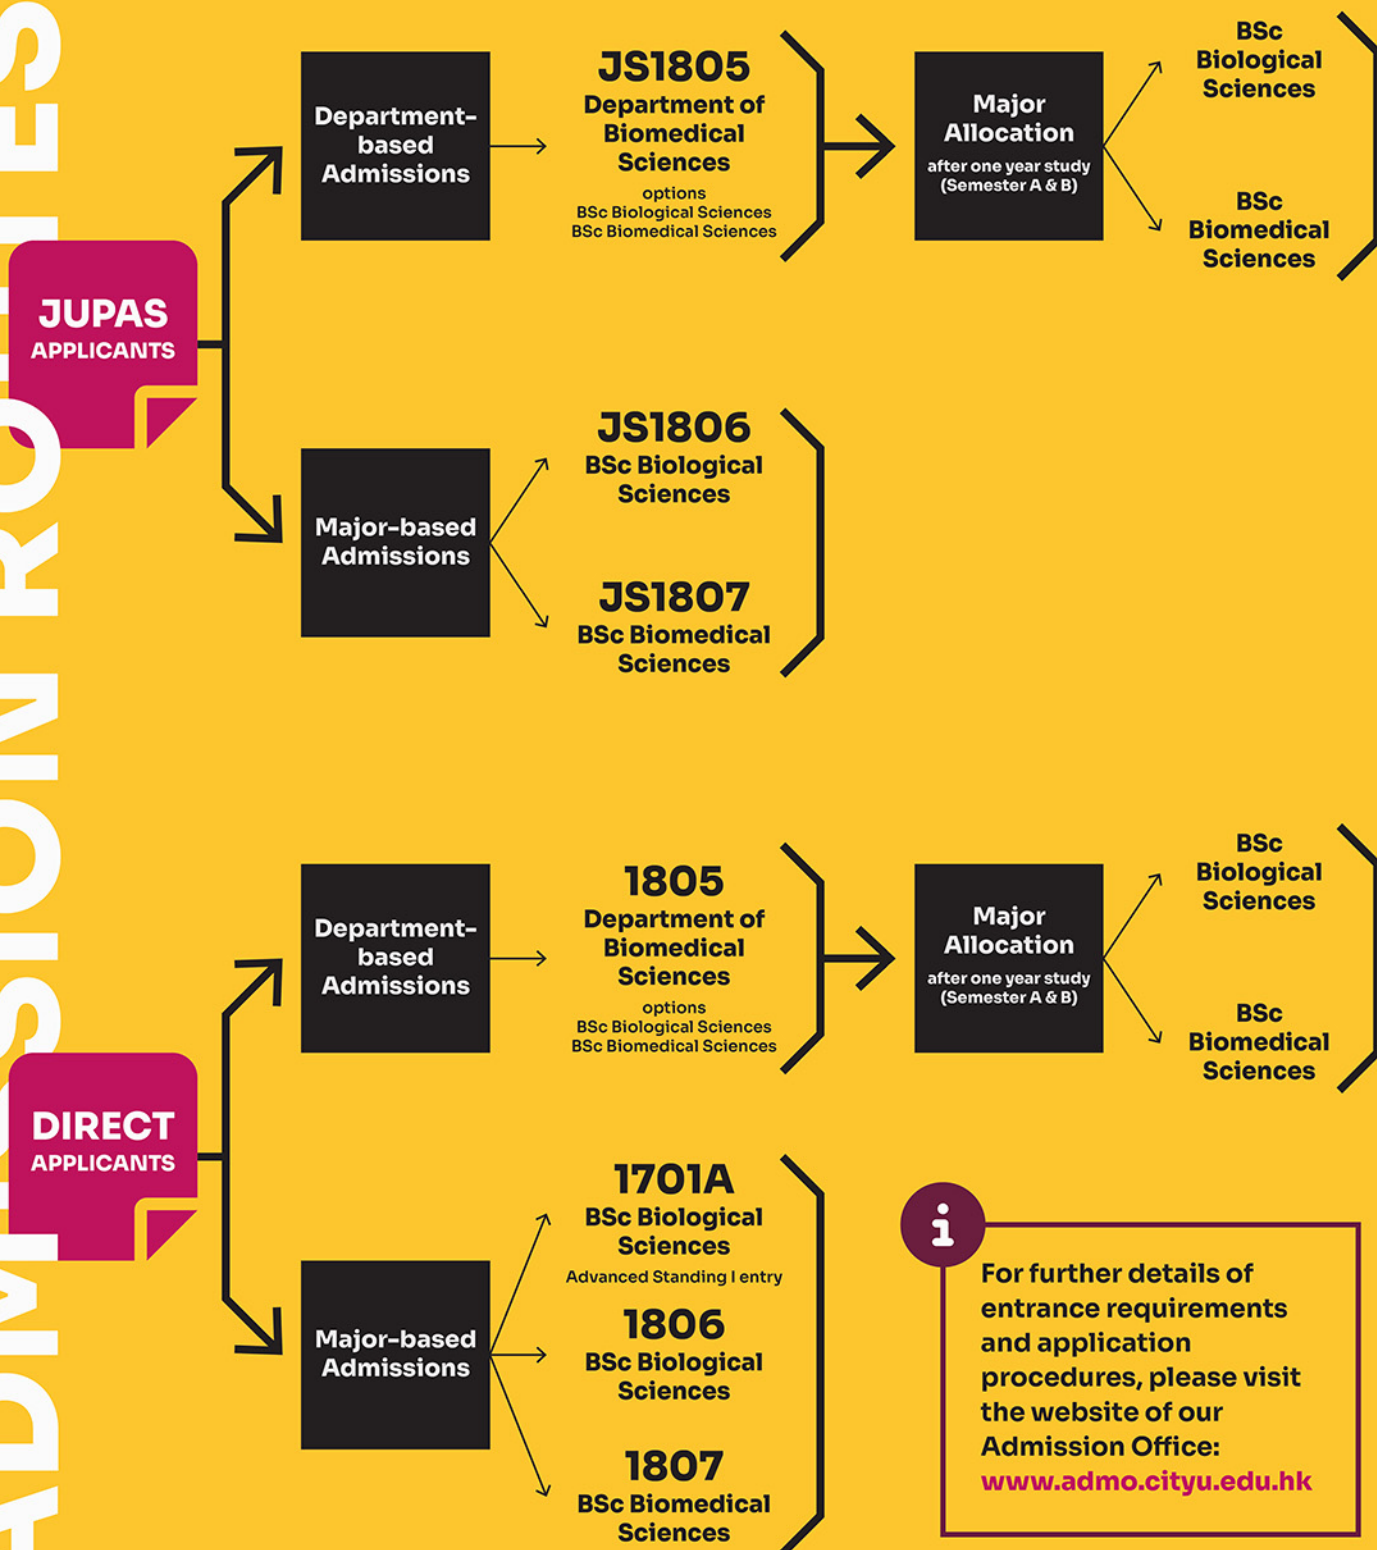 ADMISSION ROUTES
JUPAS
APPLICANTS
Department-
based
Admissions
JS1805
Department of
Biomedical
Sciences
options
BSc Biological Sciences
BSc Biomedical Sciences
Major
Allocation
after one year study
(Semester A & B)
BSc
Biological
Sciences
BSc
Biomedical
Sciences
Major-based
Admissions
JS1806
BSc Biological
Sciences
JS1807
BSc Biomedical
Sciences
DIRECT
APPLICANTS
Department-
based
Admissions
1805
Department of
Biomedical
Sciences
options
BSc Biological Sciences
BSc Biomedical Sciences
Major
Allocation
after one year study
(Semester A & B)
BSc
Biological
Sciences
BSc
Biomedical
Sciences
Major-based
Admissions
1701A
BSc Biological
Sciences
Advanced Standing I entry
1806
BSc Biological
Sciences
1807
BSc Biomedical
Sciences
For further details of
entrance requirements
and application
procedures, please visit
the website of our
Admission Office:
www.admo.cityu.edu.hk